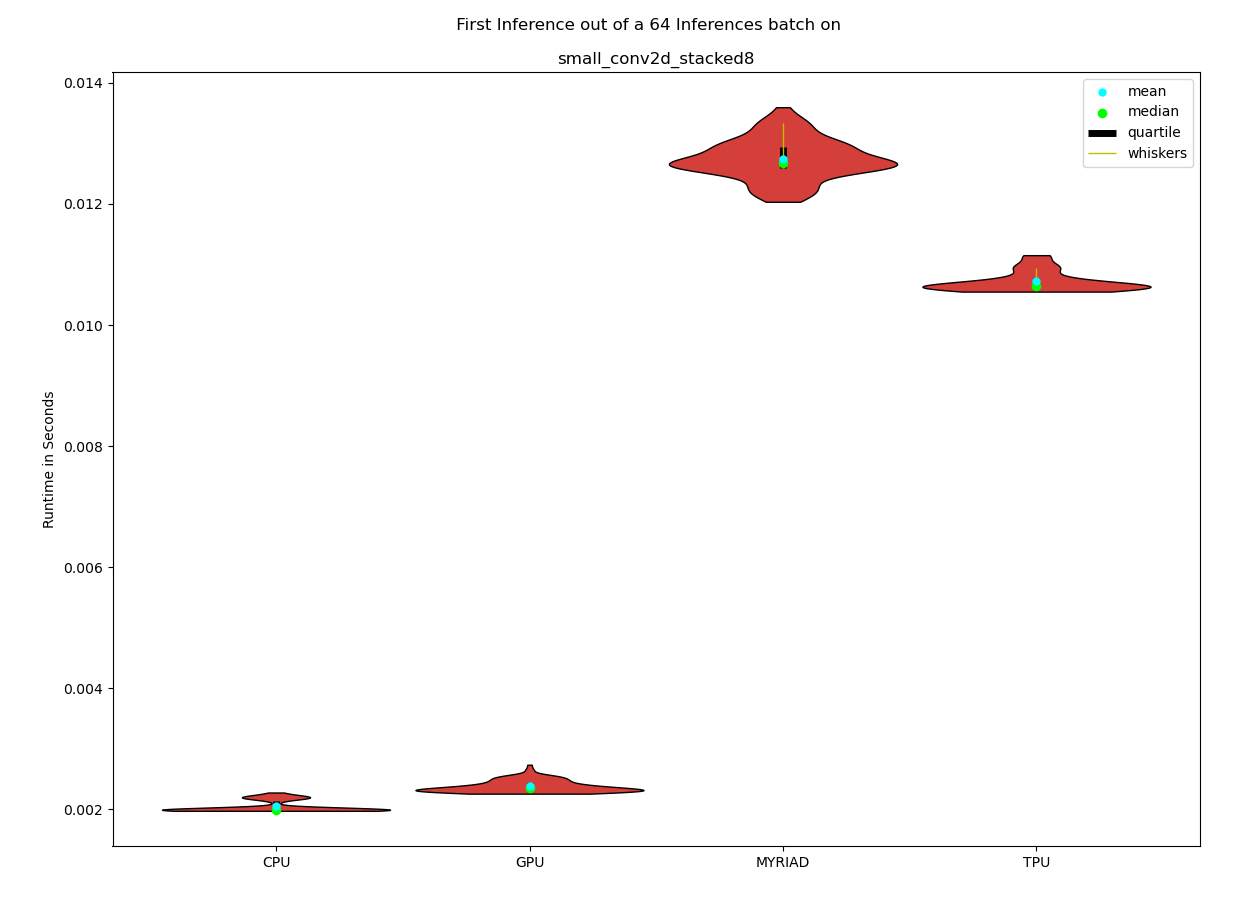 First Inference out of a 64 Inferences batch on
small_conv2d_stacked8
0.014
0.012
0.010
0.008
0.006
0.004
0.002
Runtime in Seconds
mean
median
quartile
whiskers
CPU
GPU
MYRIAD
TPU